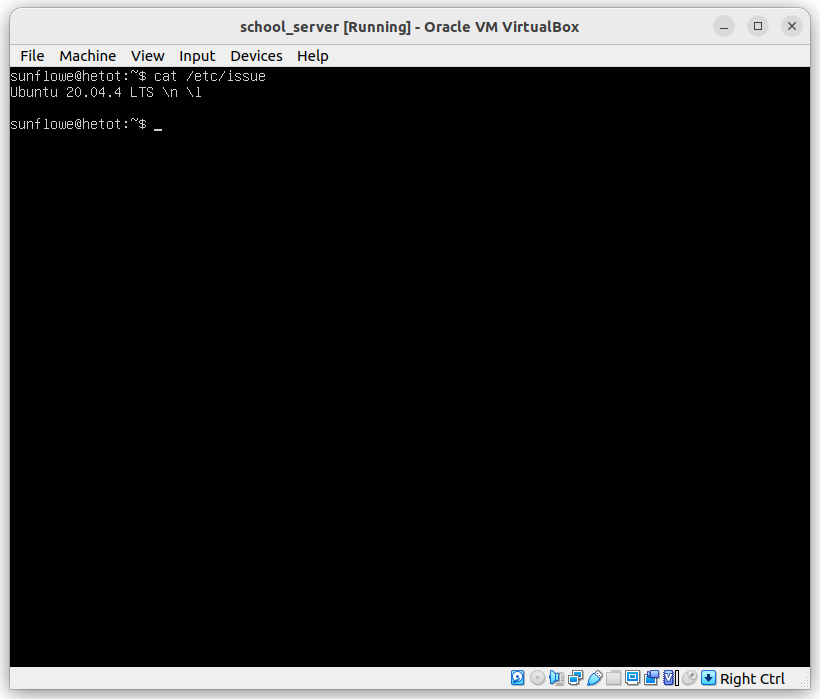 school_server [Running] - Oracle VM VirtualBox
File Machine View Input Devices Help
sunflowe@hetot:~$ cat /etc/issue
Ubuntu 20.04.4 LTS \n \l
sunflowe@hetot:~$ _
Right Ctrl